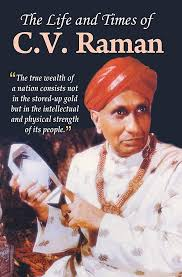 The Life and Times of
C.V. Raman
“The true wealth of
a nation consists not
in the stored-up gold
but in the intellectual
and physical strength
of its people.”